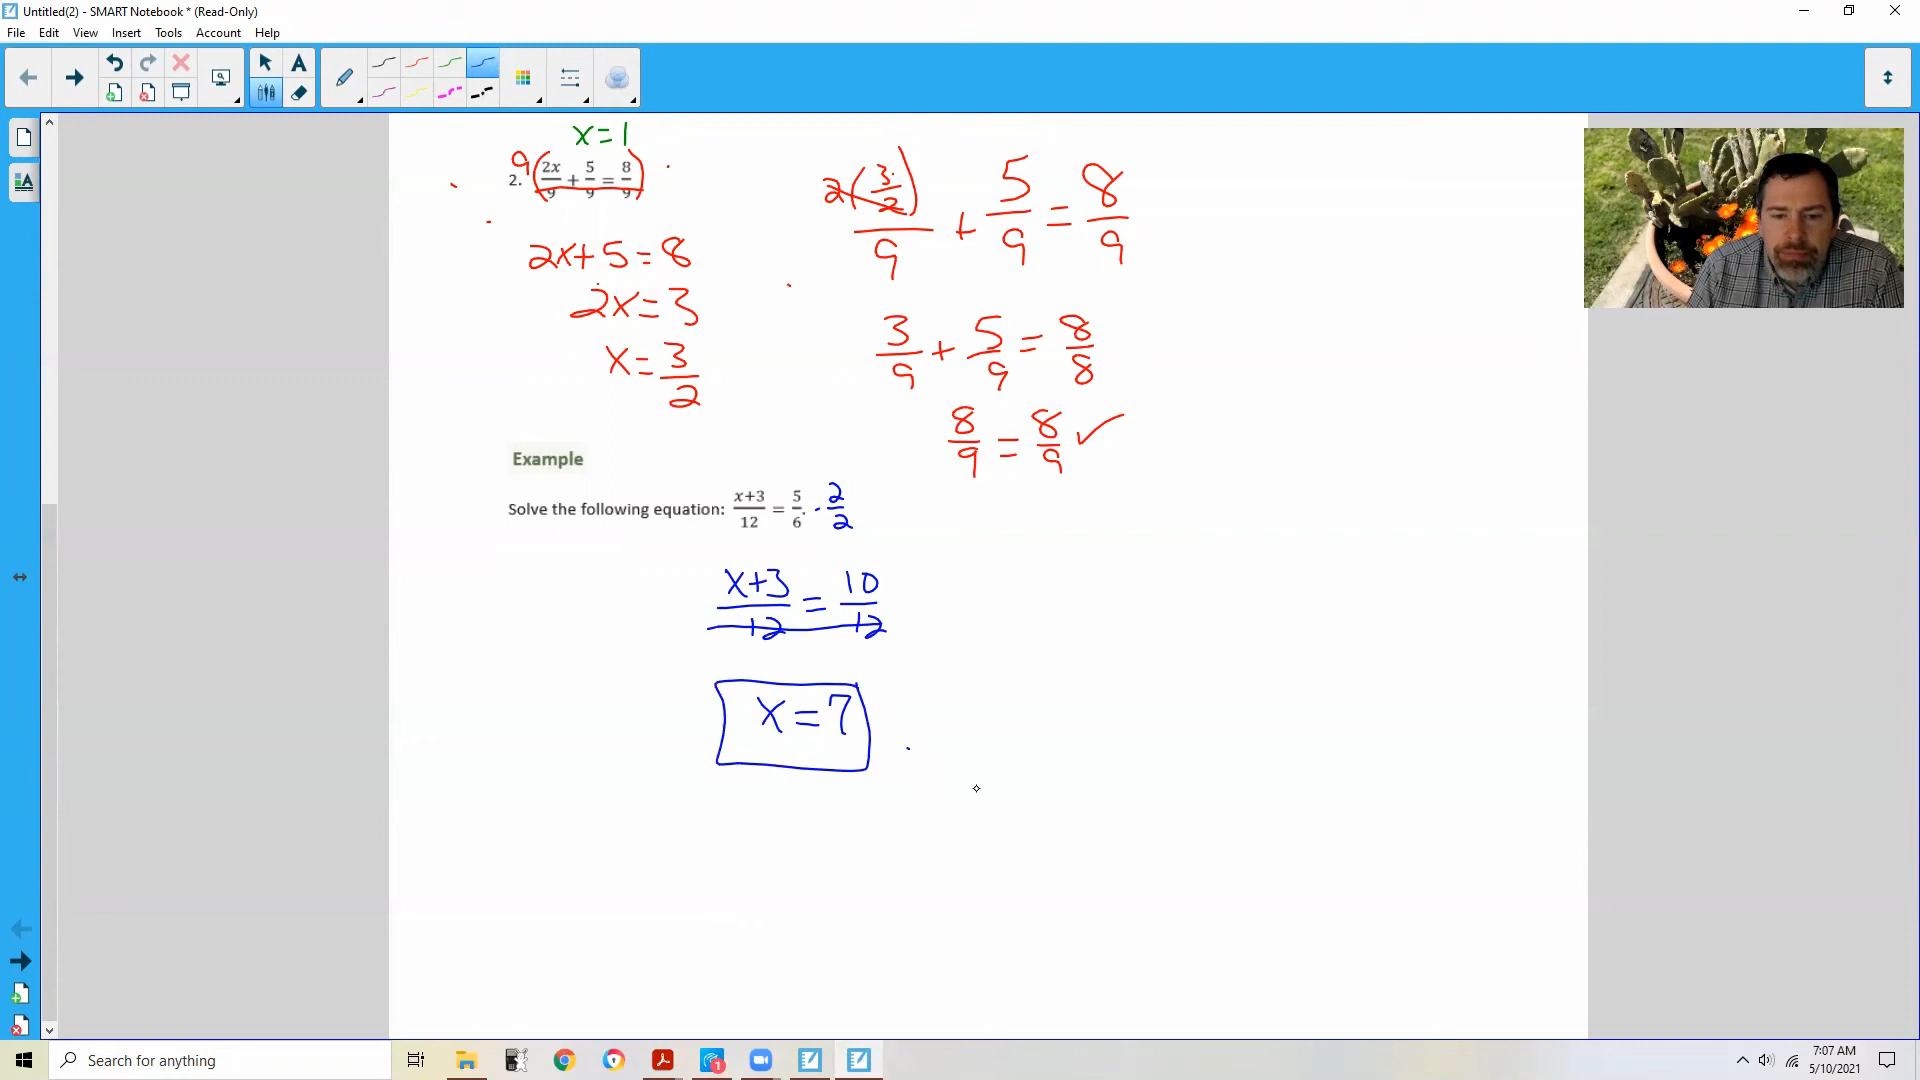 Untitled(2) - SMART Notebook * (Read-Only)
File Edit View Insert Tools Account Help
x=1
2. 9(2x/9 + 5/9 = 8/9)
2x+5=8
2x=3
x=3/2
2(3/2)/9 + 5/9 = 8/9
3/9 + 5/9 = 8/8
8/9 = 8/9 ✓
Example
Solve the following equation: x+3/12 = 5/6. · 2/2
x+3/12 = 10/12
x=7
Search for anything
1
7:07 AM
5/10/2021